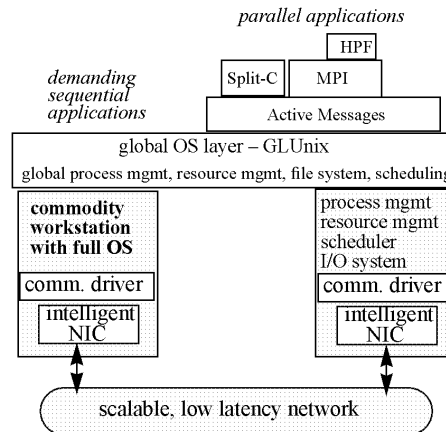 parallel applications
demanding
sequential
applications
HPF
Split-C
MPI
Active Messages
global OS layer – GLUnix
global process mgmt, resource mgmt, file system, scheduling
commodity
workstation
with full OS
comm. driver
intelligent
NIC
process mgmt
resource mgmt
scheduler
I/O system
comm. driver
intelligent
NIC
scalable, low latency network